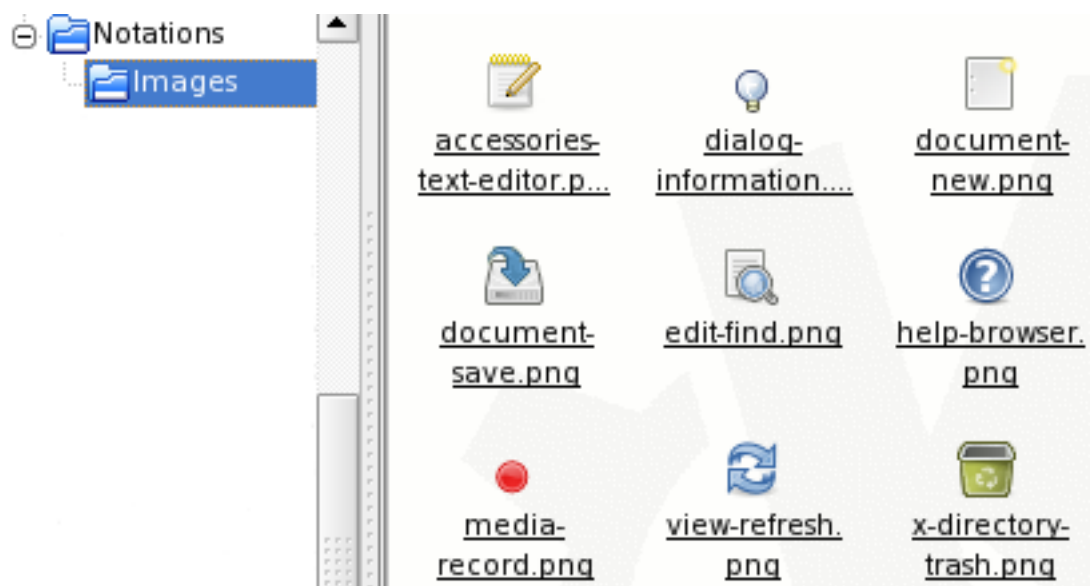 Notations
Images
accessories-
text-editor.p...
dialog-
information....
document-
new.png
document-
save.png
edit-find.png
help-browser.
png
media-
record.png
view-refresh.
png
x-directory-
trash.png